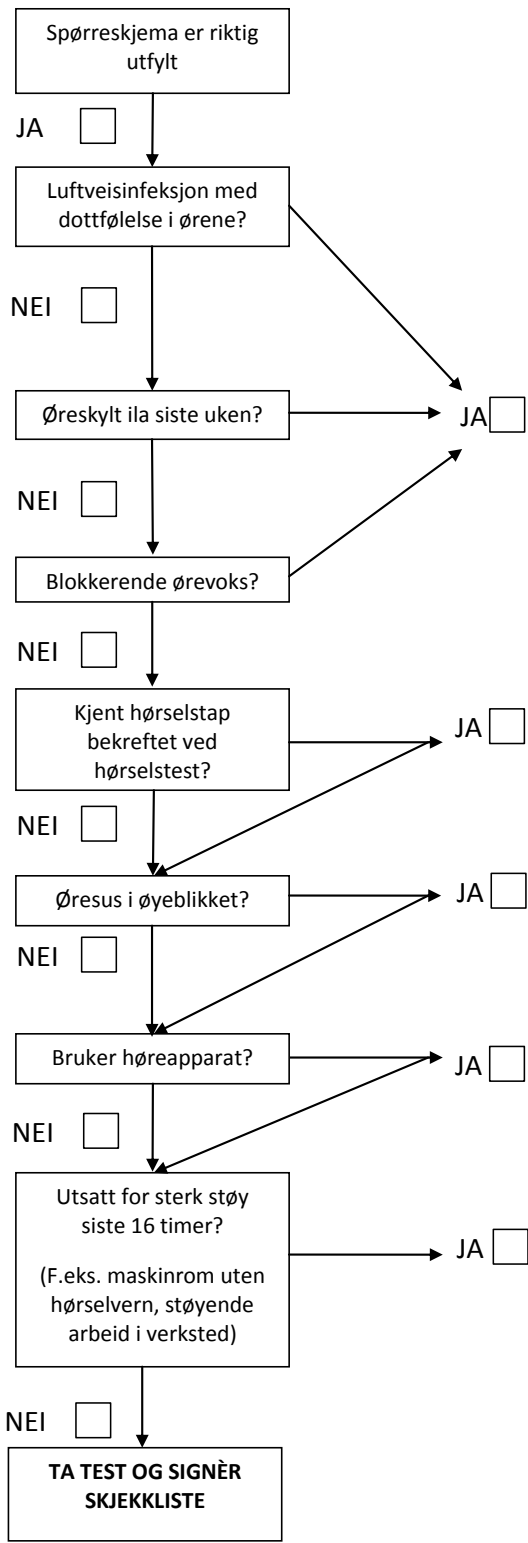 Spørreskjema er riktig
utfylt
JA
Luftveisinfeksjon med
dottfølelse i ørene?
NEI
Øreskylt ila siste uken?
JA
NEI
Blokkerende ørevoks?
NEI
Kjent hørselstap
bekreftet ved
hørselstest?
JA
NEI
Øresus i øyeblikket?
JA
NEI
Bruker høreapparat?
JA
NEI
Utsatt for sterk støy
siste 16 timer?
(F.eks. maskinrom uten
hørselvern, støyende
arbeid i verksted)
JA
NEI
TA TEST OG SIGNÈR
SKJEKKLISTE